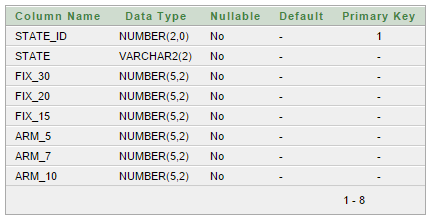 Column Name Data Type Nullable Default Primary Key
STATE_ID NUMBER(2,0) No - 1
STATE VARCHAR2(2) No - -
FIX_30 NUMBER(5,2) No - -
FIX_20 NUMBER(5,2) No - -
FIX_15 NUMBER(5,2) No - -
ARM_5 NUMBER(5,2) No - -
ARM_7 NUMBER(5,2) No - -
ARM_10 NUMBER(5,2) No - -
1 - 8